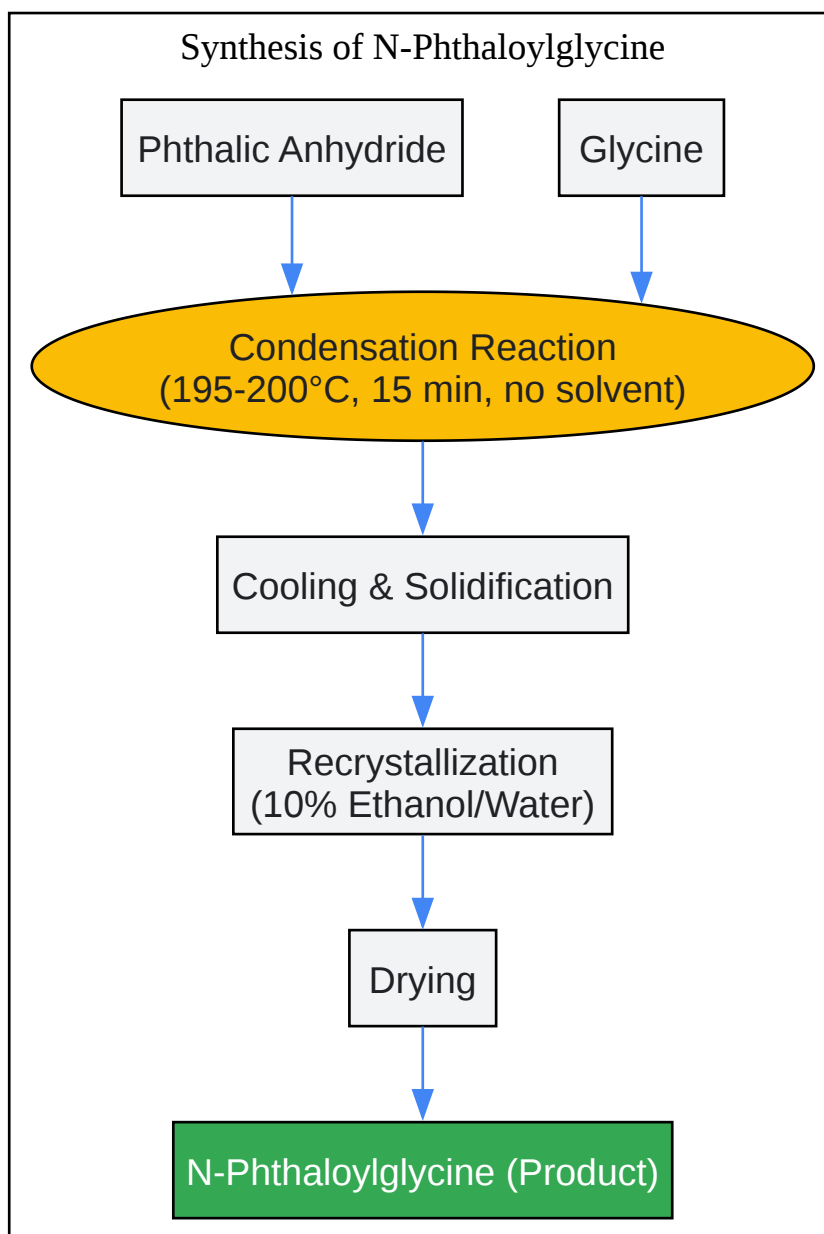 Synthesis of N-Phthaloylglycine
Phthalic Anhydride
Glycine
Condensation Reaction
(195-200°C, 15 min, no solvent)
Cooling & Solidification
Recrystallization
(10% Ethanol/Water)
Drying
N-Phthaloylglycine (Product)